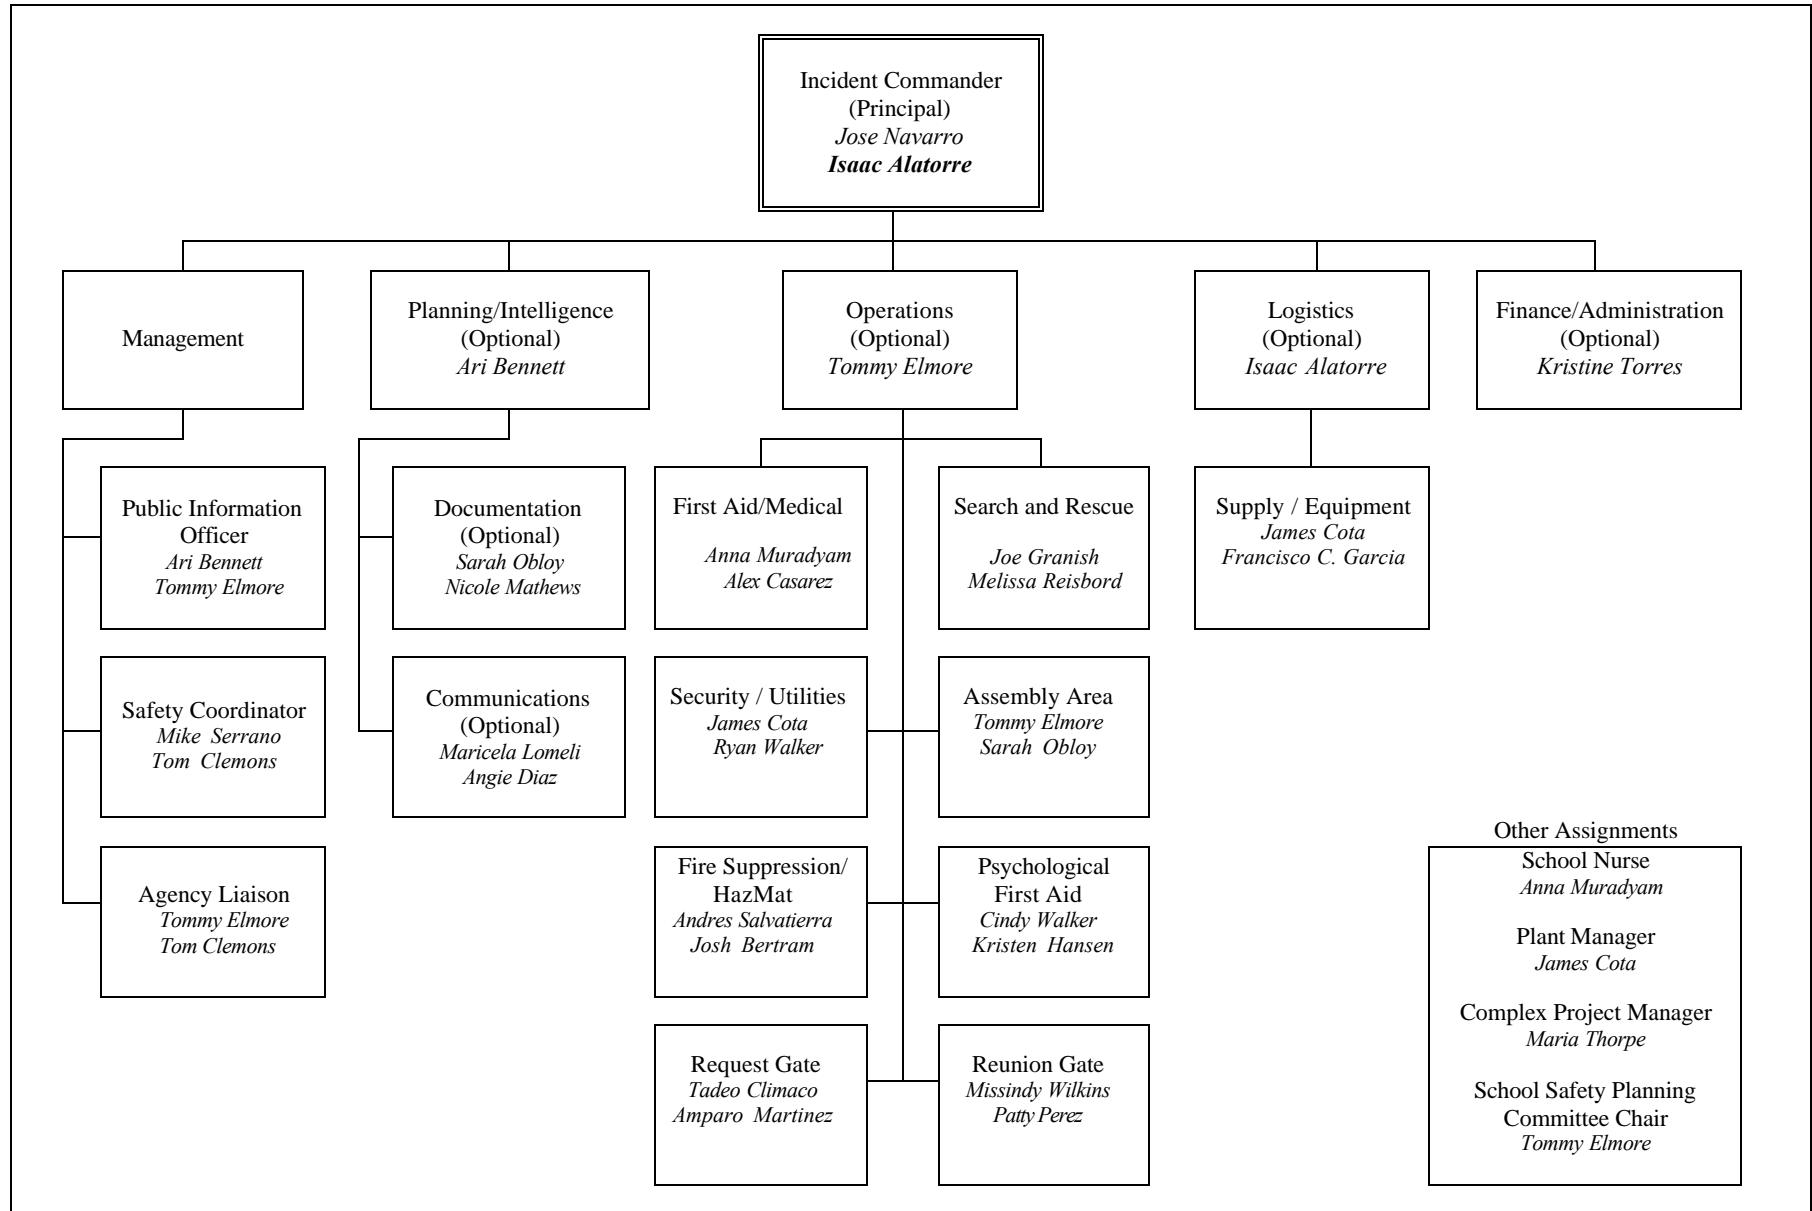 Incident Commander
(Principal)
Jose Navarro
Isaac Alatorre
Management
Planning/Intelligence
(Optional)
Ari Bennett
Operations
(Optional)
Tommy Elmore
Logistics
(Optional)
Isaac Alatorre
Finance/Administration
(Optional)
Kristine Torres
Public Information
Officer
Ari Bennett
Tommy Elmore
Documentation
(Optional)
Sarah Obloy
Nicole Mathews
First Aid/Medical
Anna Muradyam
Alex Casarez
Search and Rescue
Joe Granish
Melissa Reisbord
Supply / Equipment
James Cota
Francisco C. Garcia
Safety Coordinator
Mike Serrano
Tom Clemons
Communications
(Optional)
Maricela Lomeli
Angie Diaz
Security / Utilities
James Cota
Ryan Walker
Assembly Area
Tommy Elmore
Sarah Obloy
Agency Liaison
Tommy Elmore
Tom Clemons
Fire Suppression/
HazMat
Andres Salvatierra
Josh Bertram
Psychological
First Aid
Cindy Walker
Kristen Hansen
Request Gate
Tadeo Climaco
Amparo Martinez
Reunion Gate
Missindy Wilkins
Patty Perez
Other Assignments
School Nurse
Anna Muradyam
Plant Manager
James Cota
Complex Project Manager
Maria Thorpe
School Safety Planning
Committee Chair
Tommy Elmore